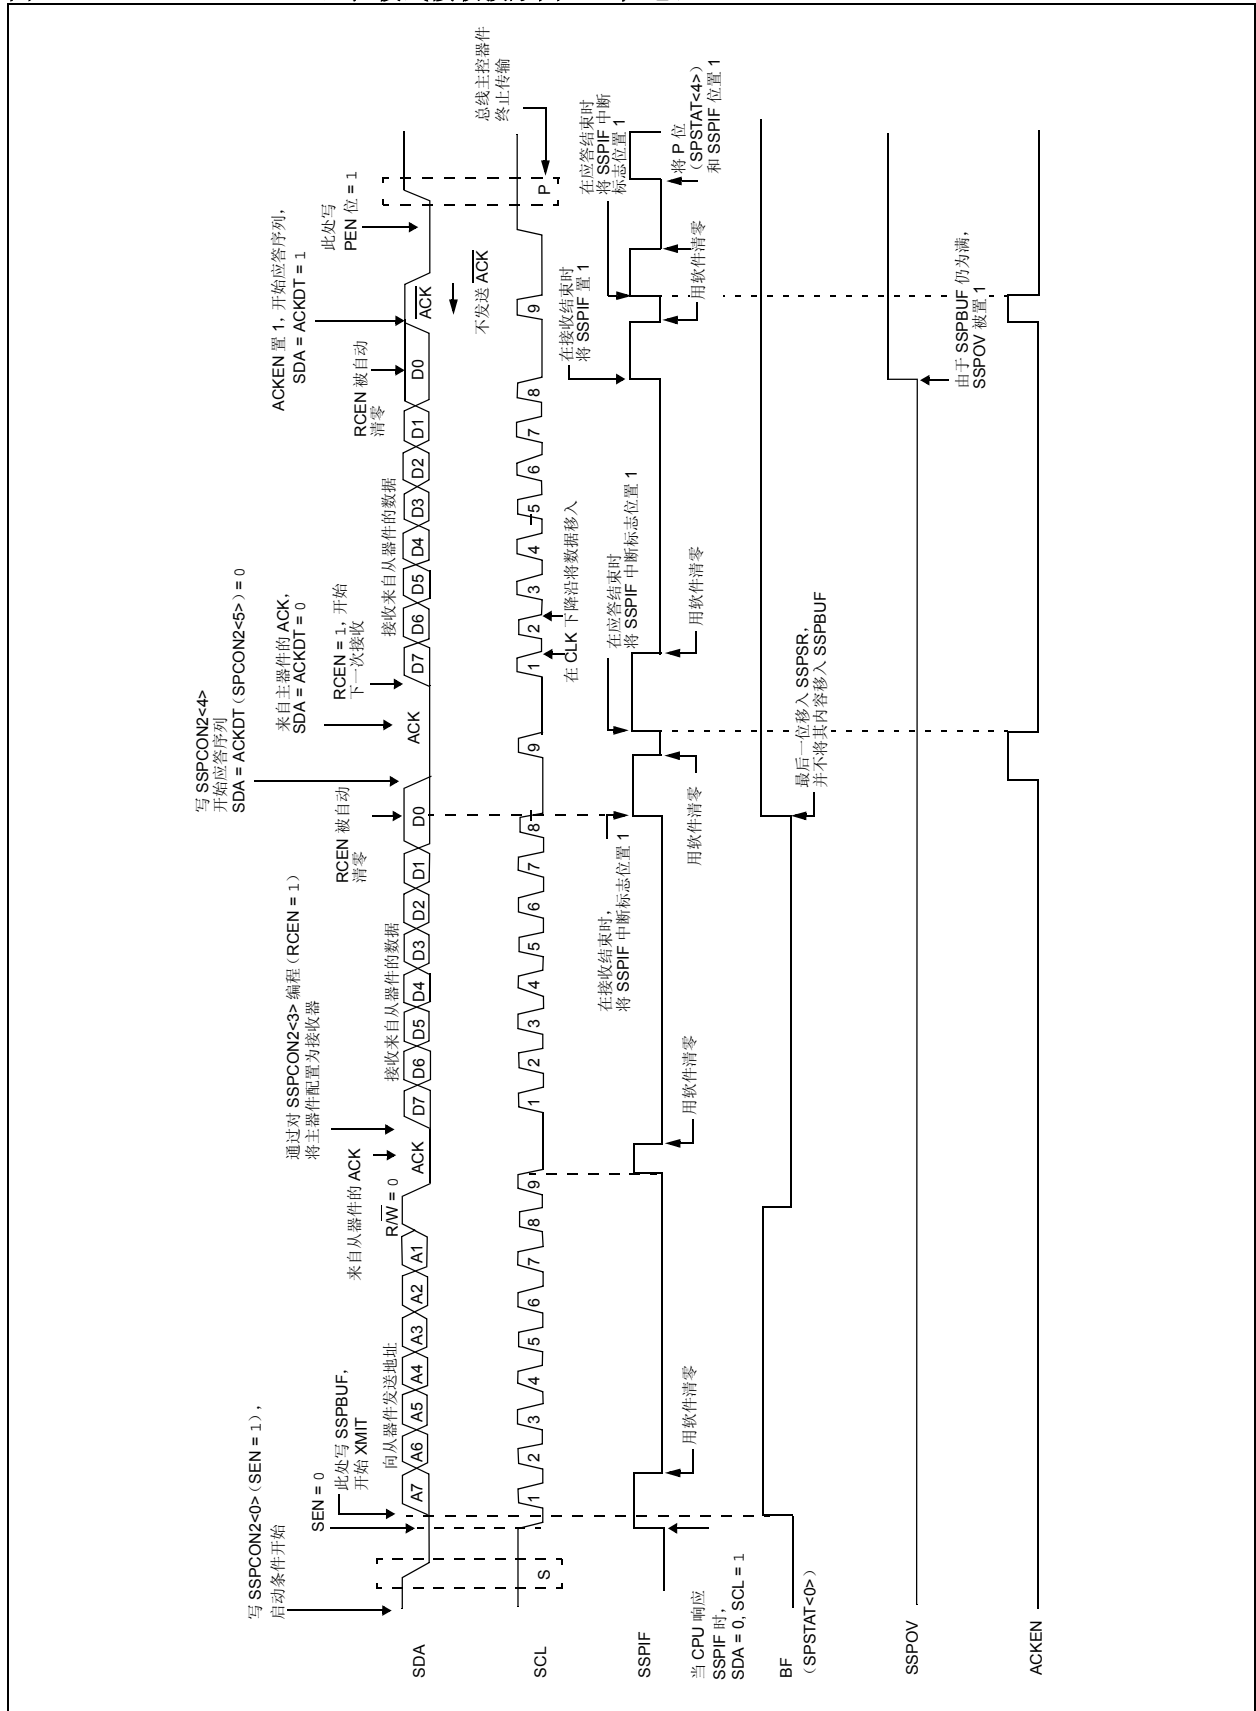 写 SSPCON2<0>（SEN = 1），
启动条件开始
SEN = 0
此处写 SSPBUF，
开始 XMIT
向从器件发送地址
来自从器件的 ACK
R/W = 0
通过对 SSPCON2<3> 编程（RCEN = 1）
将主器件配置为接收器
接收来自从器件的数据
RCEN 被自动
清零
写 SSPCON2<4>
开始应答序列
SDA = ACKDT（SPCON2<5>）= 0
来自主器件的 ACK，
SDA = ACKDT = 0
RCEN = 1，开始
下一次接收
接收来自从器件的数据
RCEN 被自动
清零
ACKEN 置 1，开始应答序列，
SDA = ACKDT = 1
此处写
PEN 位 = 1
SDA
A7 A6 A5 A4 A3 A2 A1 ACK D7 D6 D5 D4 D3 D2 D1 D0 ACK D7 D6 D5 D4 D3 D2 D1 D0 ACK
不发送 ACK
总线主控器件
终止传输
SCL
S 1 2 3 4 5 6 7 8 9 1 2 3 4 5 6 7 8 9 1 2 3 4 5 6 7 8 9 P
在 CLK 下降沿将数据移入
在接收结束时，
将 SSPIF 中断标志位置 1
在应答结束时
将 SSPIF 中断标志位置 1
在接收结束时
将 SSPIF 置 1
在应答结束时
将 SSPIF 中断
标志位置 1
SSPIF
当 CPU 响应
SSPIF 时，
SDA = 0, SCL = 1
用软件清零
用软件清零
用软件清零
用软件清零
用软件清零
用软件清零
将 P 位
（SPSTAT<4>）
和 SSPIF 位置 1
BF
（SPSTAT<0>）
最后一位移入 SSPSR，
并不将其内容移入 SSPBUF
SSPOV
由于 SSPBUF 仍为满，
SSPOV 被置 1
ACKEN